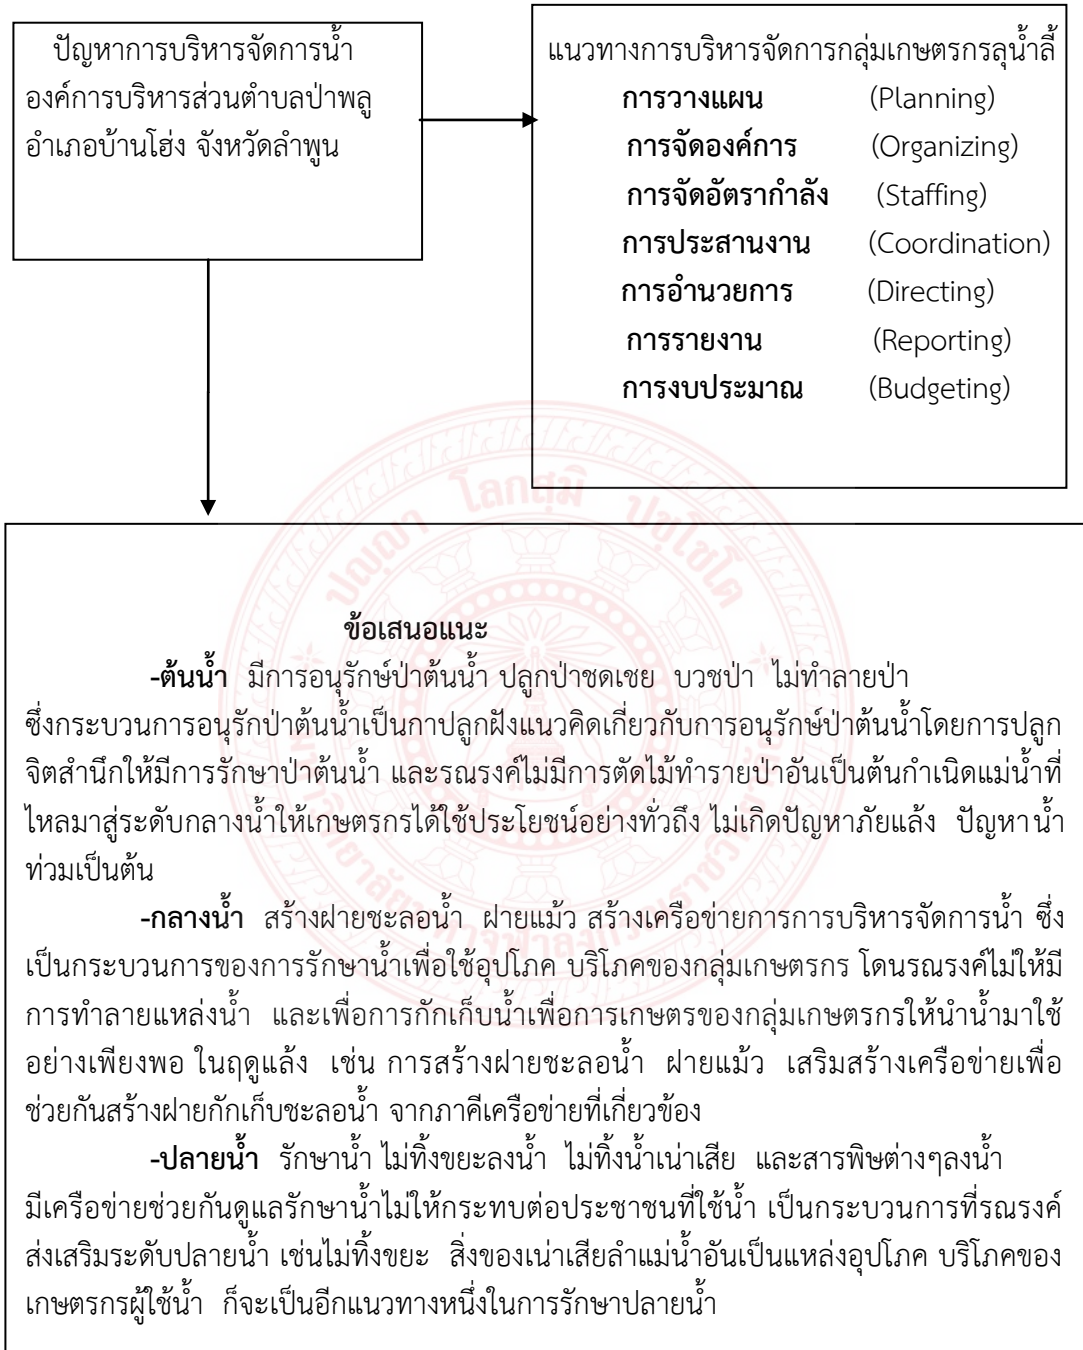 ปัญหาการบริหารจัดการน้ำ
องค์การบริหารส่วนตำบลป่าพลู
อำเภอบ้านโฮ่ง จังหวัดลำพูน
แนวทางการบริหารจัดการกลุ่มเกษตรกรลุน้ำลี้
การวางแผน (Planning)
การจัดองค์การ (Organizing)
การจัดอัตรากำลัง (Staffing)
การประสานงาน (Coordination)
การอำนวยการ (Directing)
การรายงาน (Reporting)
การงบประมาณ (Budgeting)
ปญฺญา โลกสฺมิ ปชฺโชโต
ข้อเสนอแนะ
-ต้นน้ำ มีการอนุรักษ์ป่าต้นน้ำ ปลูกป่าชดเชย บวชป่า ไม่ทำลายป่า
ซึ่งกระบวนการอนุรักป่าต้นน้ำเป็นกาปลูกฝังแนวคิดเกี่ยวกับการอนุรักษ์ป่าต้นน้ำโดยการปลูก
จิตสำนึกให้มีการรักษาป่าต้นน้ำ และรณรงค์ไม่มีการตัดไม้ทำรายป่าอันเป็นต้นกำเนิดแม่น้ำที่
ไหลมาสู่ระดับกลางน้ำให้เกษตรกรได้ใช้ประโยชน์อย่างทั่วถึง ไม่เกิดปัญหาภัยแล้ง ปัญหาน้ำ
ท่วมเป็นต้น
-กลางน้ำ สร้างฝายชะลอน้ำ ฝายแม้ว สร้างเครือข่ายการการบริหารจัดการน้ำ ซึ่ง
เป็นกระบวนการของการรักษาน้ำเพื่อใช้อุปโภค บริโภคของกลุ่มเกษตรกร โดนรณรงค์ไม่ให้มี
การทำลายแหล่งน้ำ และเพื่อการกักเก็บน้ำเพื่อการเกษตรของกลุ่มเกษตรกรให้นำน้ำมาใช้
อย่างเพียงพอ ในฤดูแล้ง เช่น การสร้างฝายชะลอน้ำ ฝายแม้ว เสริมสร้างเครือข่ายเพื่อ
ช่วยกันสร้างฝายกักเก็บชะลอน้ำ จากภาคีเครือข่ายที่เกี่ยวข้อง
-ปลายน้ำ รักษาน้ำ ไม่ทิ้งขยะลงน้ำ ไม่ทิ้งน้ำเน่าเสีย และสารพิษต่างๆลงน้ำ
มีเครือข่ายช่วยกันดูแลรักษาน้ำไม่ให้กระทบต่อประชาชนที่ใช้น้ำ เป็นกระบวนการที่รณรงค์
ส่งเสริมระดับปลายน้ำ เช่นไม่ทิ้งขยะ สิ่งของเน่าเสียลำแม่น้ำอันเป็นแหล่งอุปโภค บริโภคของ
เกษตรกรผู้ใช้น้ำ ก็จะเป็นอีกแนวทางหนึ่งในการรักษาปลายน้ำ